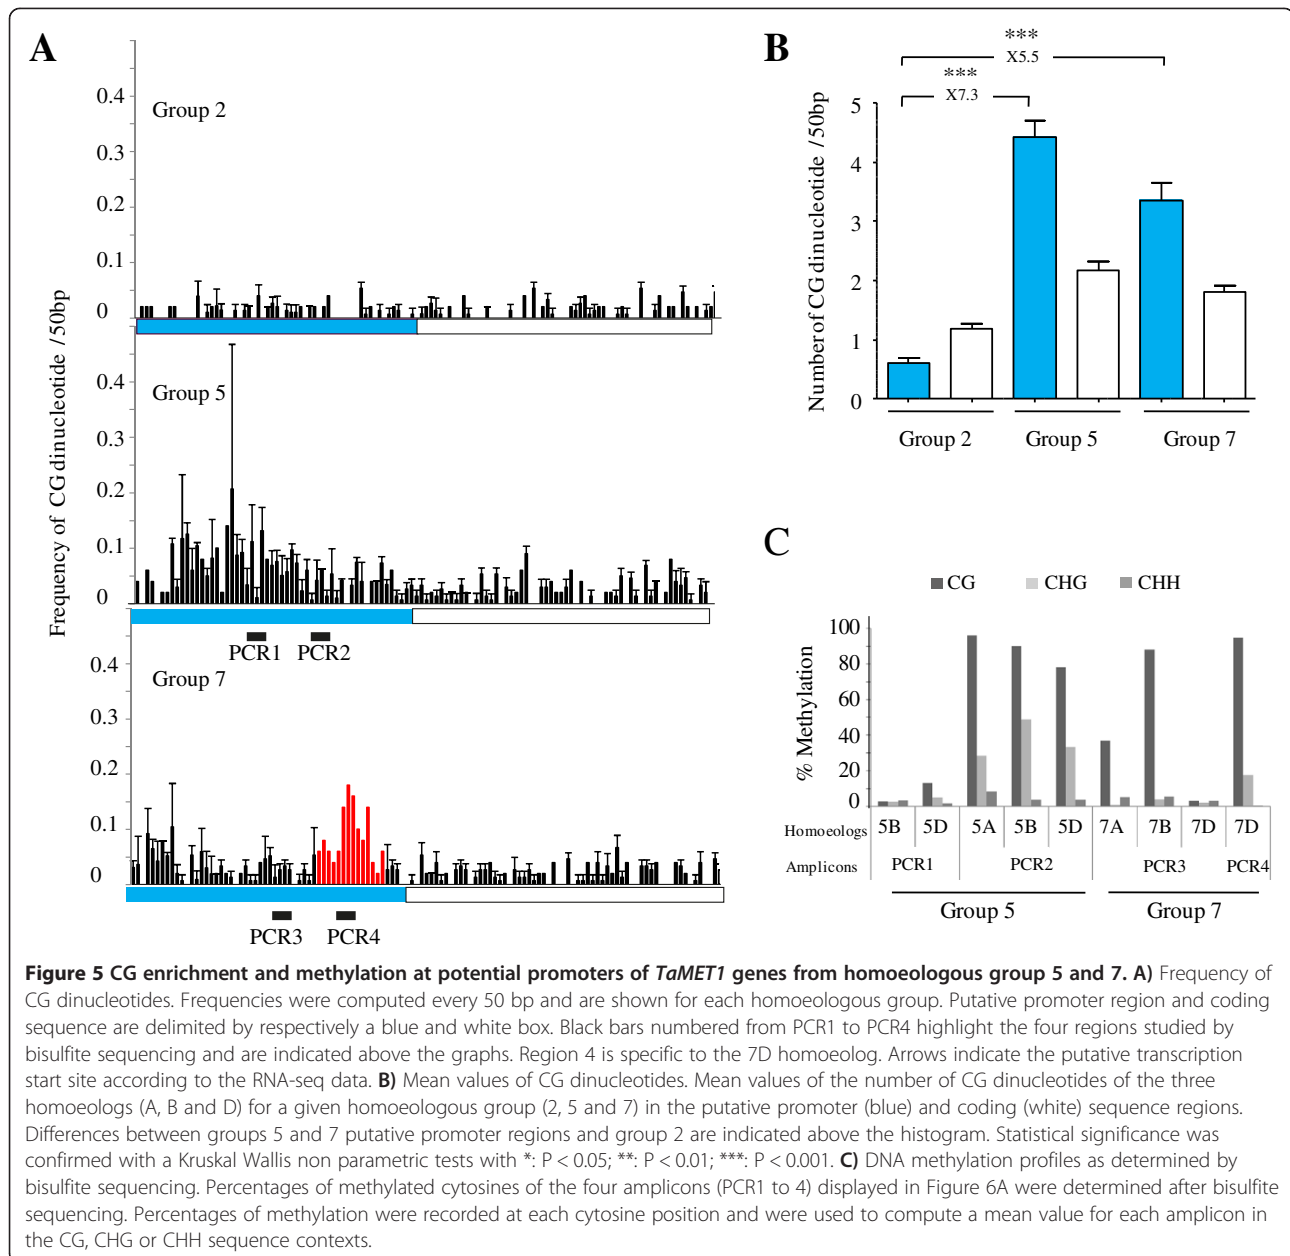 A
Frequency of CG dinucleotide / 50bp
Group 2
0.4
0.3
0.2
0.1
0
Group 5
0.4
0.3
0.2
0.1
0
PCR1 PCR2
Group 7
0.4
0.3
0.2
0.1
0
PCR3 PCR4
B
Number of CG dinucleotide / 50bp
***
X5.5
***
X7.3
5
4
3
2
1
0
Group 2 Group 5 Group 7
C
CG CHG CHH
% Methylation
100
80
60
40
20
0
Homoeologs 5B 5D 5A 5B 5D 7A 7B 7D 7D
Amplicons PCR1 PCR2 PCR3 PCR4
Group 5 Group 7
Figure 5 CG enrichment and methylation at potential promoters of TaMET1 genes from homoeologous group 5 and 7. A) Frequency of
CG dinucleotides. Frequencies were computed every 50 bp and are shown for each homoeologous group. Putative promoter region and coding
sequence are delimited by respectively a blue and white box. Black bars numbered from PCR1 to PCR4 highlight the four regions studied by
bisulfite sequencing and are indicated above the graphs. Region 4 is specific to the 7D homoeolog. Arrows indicate the putative transcription
start site according to the RNA-seq data. B) Mean values of CG dinucleotides. Mean values of the number of CG dinucleotides of the three
homoeologs (A, B and D) for a given homoeologous group (2, 5 and 7) in the putative promoter (blue) and coding (white) sequence regions.
Differences between groups 5 and 7 putative promoter regions and group 2 are indicated above the histogram. Statistical significance was
confirmed with a Kruskal Wallis non parametric tests with *: P < 0.05; **: P < 0.01; ***: P < 0.001. C) DNA methylation profiles as determined by
bisulfite sequencing. Percentages of methylated cytosines of the four amplicons (PCR1 to 4) displayed in Figure 6A were determined after bisulfite
sequencing. Percentages of methylation were recorded at each cytosine position and were used to compute a mean value for each amplicon in
the CG, CHG or CHH sequence contexts.